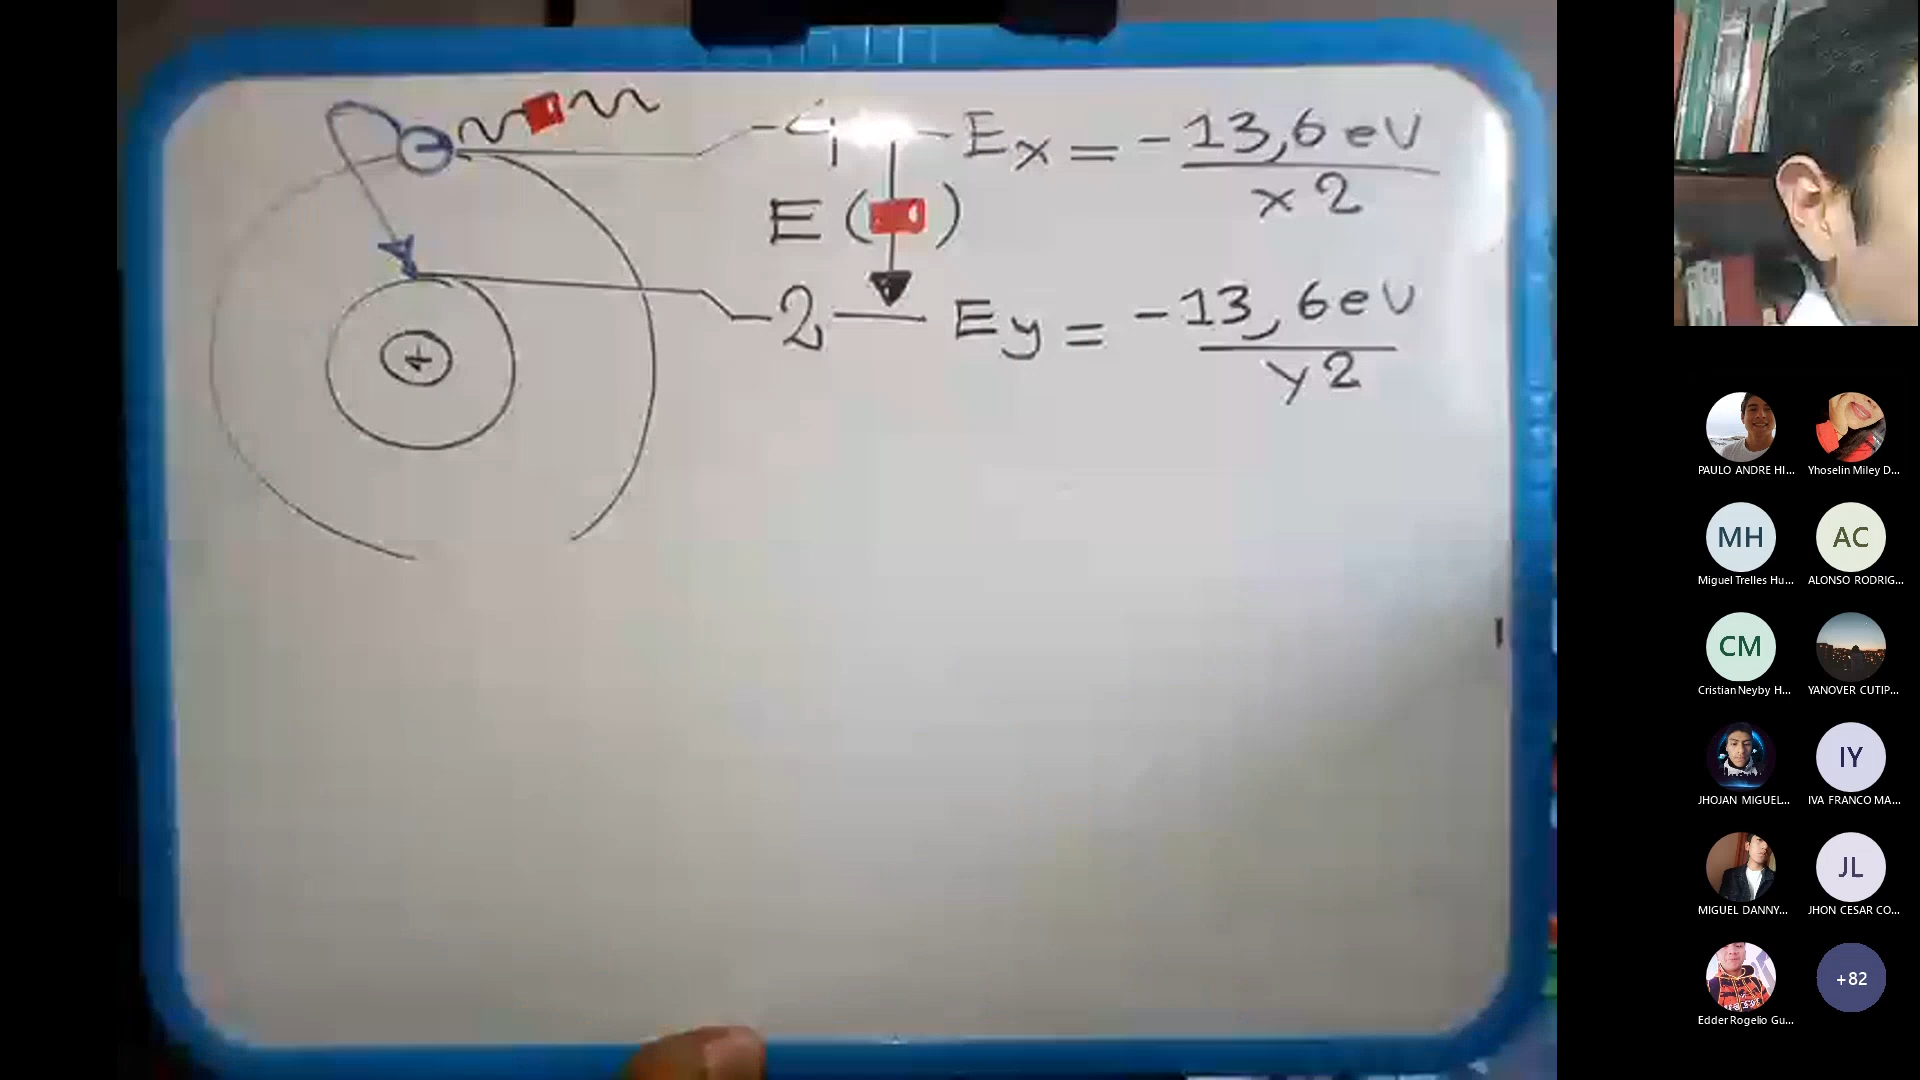 4 Ex = -13,6 eV
x2
E ( )
2 Ey = -13,6 eV
y2
+
PAULO ANDRE HI... Yhoselin Miley D...
MH AC
Miguel Trelles Hu... ALONSO RODRIG...
CM
Cristian Neyby H... YANOVER CUTIP...
IY
JHOJAN MIGUEL... IVA FRANCO MA...
JL
MIGUEL DANNY... JHON CESAR CO...
+82
Edder Rogelio Gu...